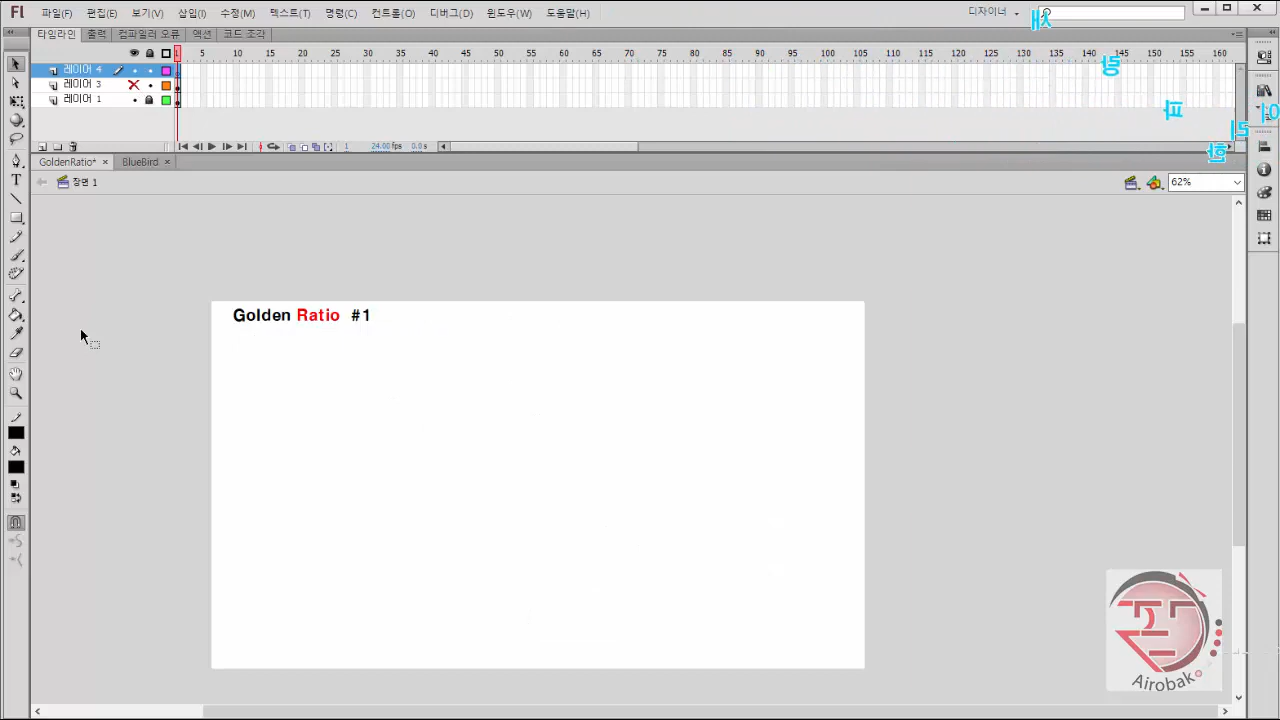 Fl 파일(F) 편집(E) 보기(V) 삽입(I) 수정(M) 텍스트(T) 명령(C) 컨트롤(O) 디버그(D) 윈도우(W) 도움말(H) 디자이너
타임라인 출력 컴파일러 오류 액션 코드 조각
1 5 10 15 20 25 30 35 40 45 50 55 60 65 70 75 80 85 90 95 100 105 110 115 120 125 130 135 140 145 150 155 160
레이어 4
레이어 3
레이어 1
1 24.00 fps 0.0 s
GoldenRatio* × BlueBird ×
장면 1 62%
Golden Ratio #1
Airobak